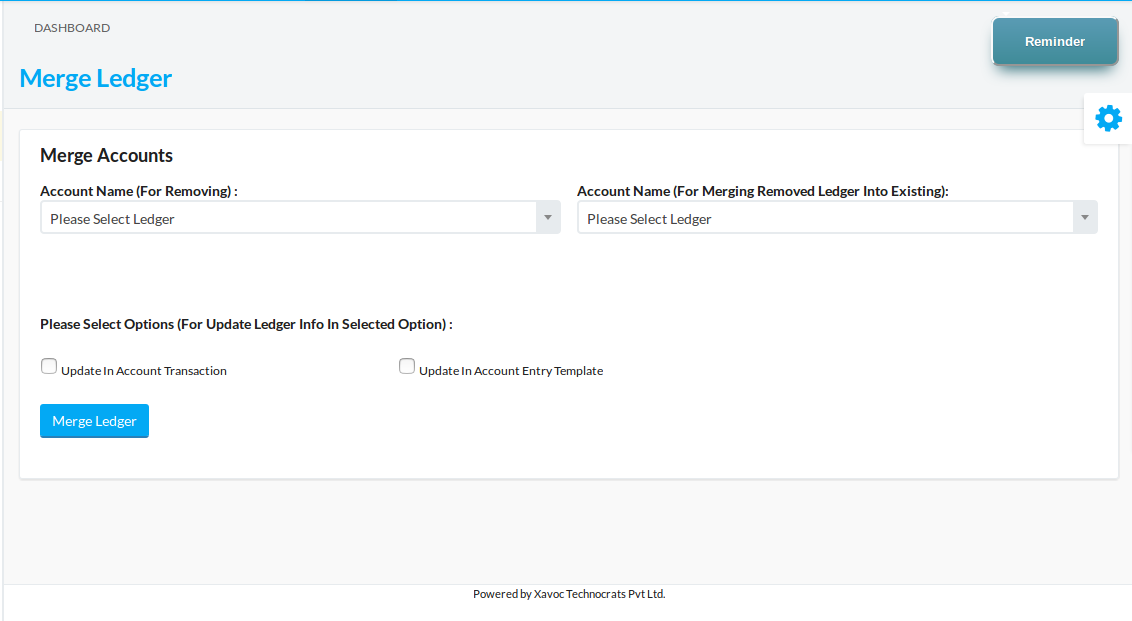 DASHBOARD
Reminder
Merge Ledger
Merge Accounts
Account Name (For Removing) :
Account Name (For Merging Removed Ledger Into Existing):
Please Select Ledger
Please Select Ledger
Please Select Options (For Update Ledger Info In Selected Option) :
Update In Account Transaction
Update In Account Entry Template
Merge Ledger
Powered by Xavoc Technocrats Pvt Ltd.